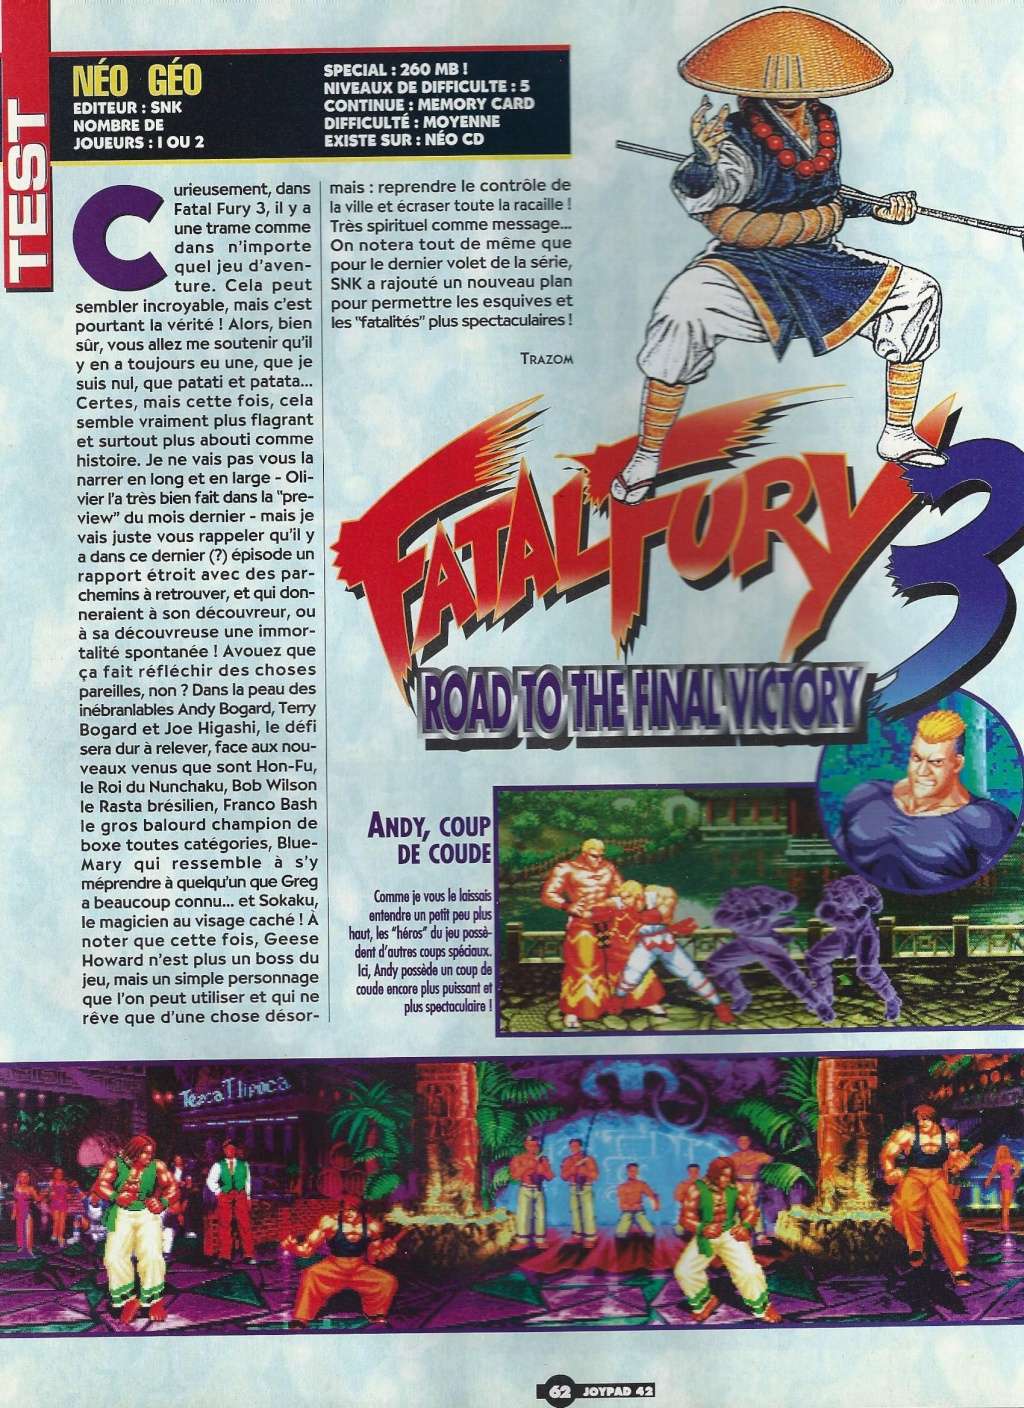 TEST
NÉO GÉO
EDITEUR : SNK
NOMBRE DE
JOUEURS : 1 OU 2
SPECIAL : 260 MB !
NIVEAUX DE DIFFICULTE : 5
CONTINUE : MEMORY CARD
DIFFICULTÉ : MOYENNE
EXISTE SUR : NÉO CD
Curieusement, dans
Fatal Fury 3, il y a
une trame comme
dans n'importe
quel jeu d'aven-
ture. Cela peut
sembler incroyable, mais c'est
pourtant la vérité ! Alors, bien
sûr, vous allez me soutenir qu'il
y en a toujours eu une, que je
suis nul, que patati et patata...
Certes, mais cette fois, cela
semble vraiment plus flagrant
et surtout plus abouti comme
histoire. Je ne vais pas vous la
narrer en long et en large - Oli-
vier l'a très bien fait dans la "pre-
view" du mois dernier - mais je
vais juste vous rappeler qu'il y
a dans ce dernier (?) épisode un
rapport étroit avec des par-
chemins à retrouver, et qui don-
neraient à son découvreur, ou
à sa découvreuse une immor-
talité spontanée ! Avouez que
ça fait réfléchir des choses
pareilles, non ? Dans la peau des
inébranlables Andy Bogard, Terry
Bogard et Joe Higashi, le défi
sera dur à relever, face aux nou-
veaux venus que sont Hon-Fu,
le Roi du Nunchaku, Bob Wilson
le Rasta brésilien, Franco Bash
le gros balourd champion de
boxe toutes catégories, Blue-
Mary qui ressemble à s'y
méprendre à quelqu'un que Greg
a beaucoup connu... et Sokaku,
le magicien au visage caché ! À
noter que cette fois, Geese
Howard n'est plus un boss du
jeu, mais un simple personnage
que l'on peut utiliser et qui ne
rêve que d'une chose désor-
mais : reprendre le contrôle de
la ville et écraser toute la racaille !
Très spirituel comme message...
On notera tout de même que
pour le dernier volet de la série,
SNK a rajouté un nouveau plan
pour permettre les esquives et
les "fatalités" plus spectaculaires !
TRAZOM
FATAL FURY 3
ROAD TO THE FINAL VICTORY
ANDY, COUP
DE COUDE
Comme je vous le laissais
entendre un petit peu plus
haut, les "héros" du jeu possè-
dent d'autres coups spéciaux.
Ici, Andy possède un coup de
coude encore plus puissant et
plus spectaculaire !
TezcaTlipoca
62 JOYPAD 42